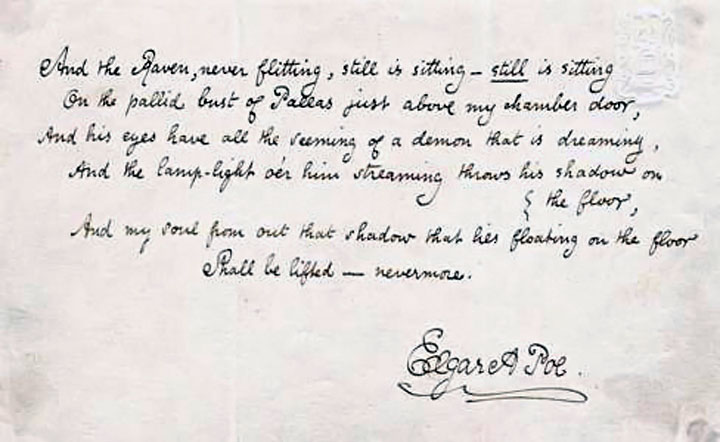 And the Raven, never flitting, still is sitting – still is sitting
On the pallid bust of Pallas just above my chamber door,
And his eyes have all the seeming of a demon that is dreaming,
And the lamp-light o'er him streaming throws his shadow on
{ the floor,
And my soul from out that shadow that lies floating on the floor
Shall be lifted — nevermore.
Edgar A Poe.